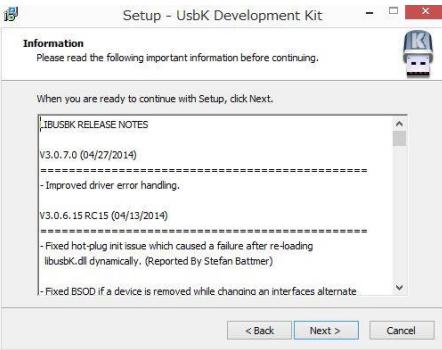 Setup - UsbK Development Kit
Information
Please read the following important information before continuing.
K
When you are ready to continue with Setup, click Next.
LIBUSBK RELEASE NOTES
V3.0.7.0 (04/27/2014)
================================================
- Improved driver error handling.
V3.0.6.15 RC15 (04/13/2014)
================================================
- Fixed hot-plug init issue which caused a failure after re-loading
libusbK.dll dynamically. (Reported By Stefan Battmer)
- Fixed BSOD if a device is removed while changing an interfaces alternate
< Back
Next >
Cancel